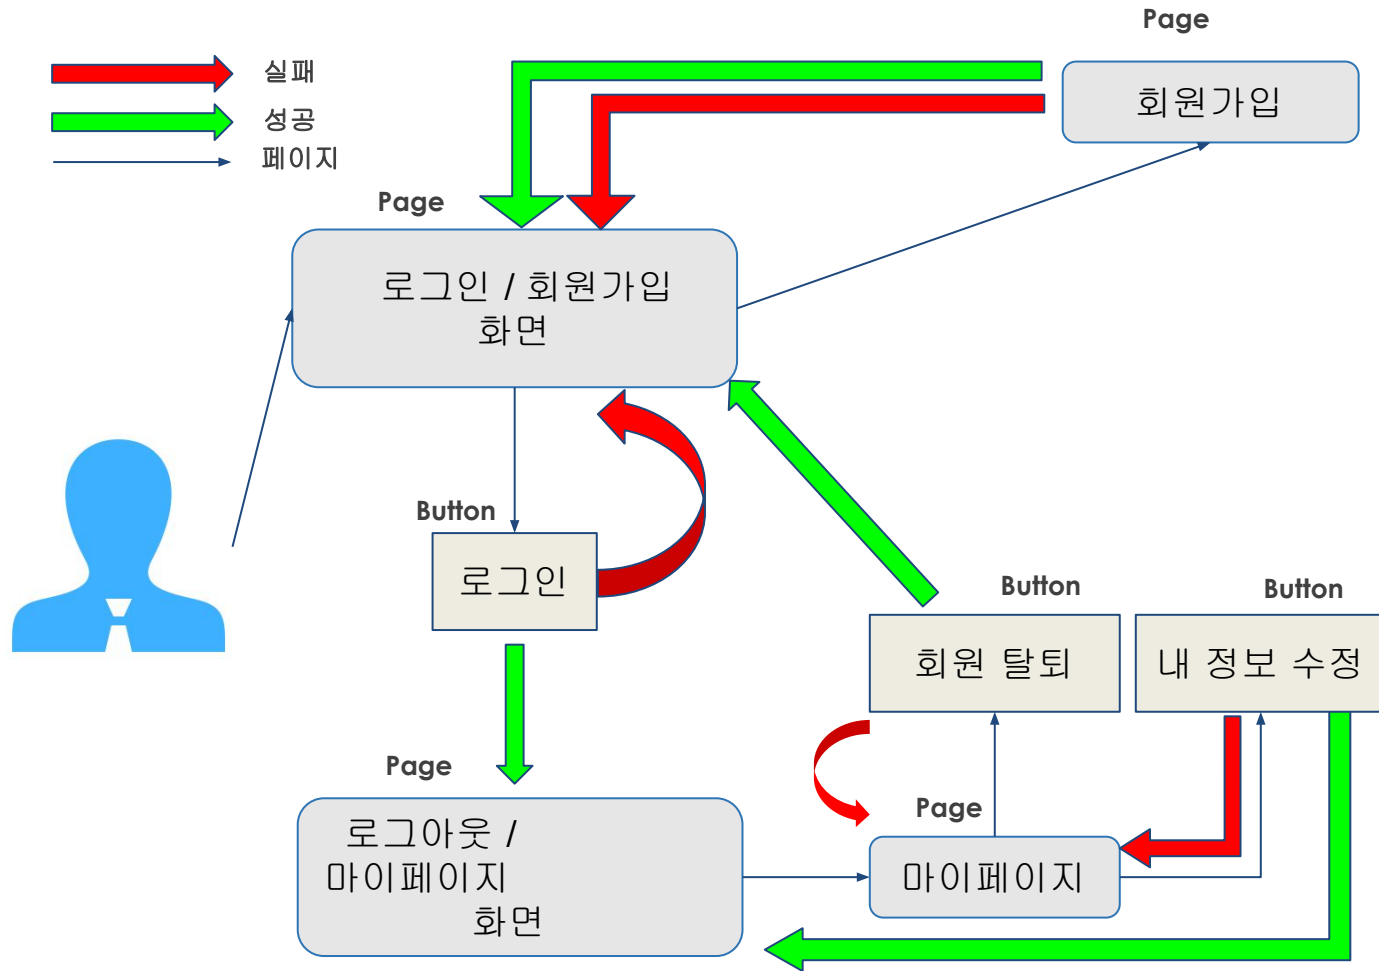 Page
실패
회원가입
성공
페이지
Page
로그인 / 회원가입
화면
Button
로그인
Button
Button
회원 탈퇴
내 정보 수정
Page
Page
로그아웃 /
마이페이지
화면
마이페이지